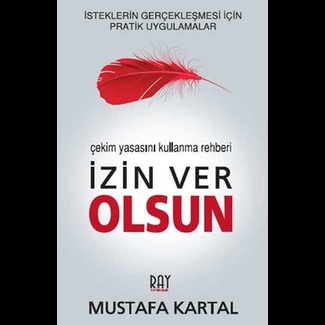 İSTEKLERİN GERÇEKLEŞMESİ İÇİN
PRATİK UYGULAMALAR
çekim yasasını kullanma rehberi
İZİN VER
OLSUN
RAY
MUSTAFA KARTAL